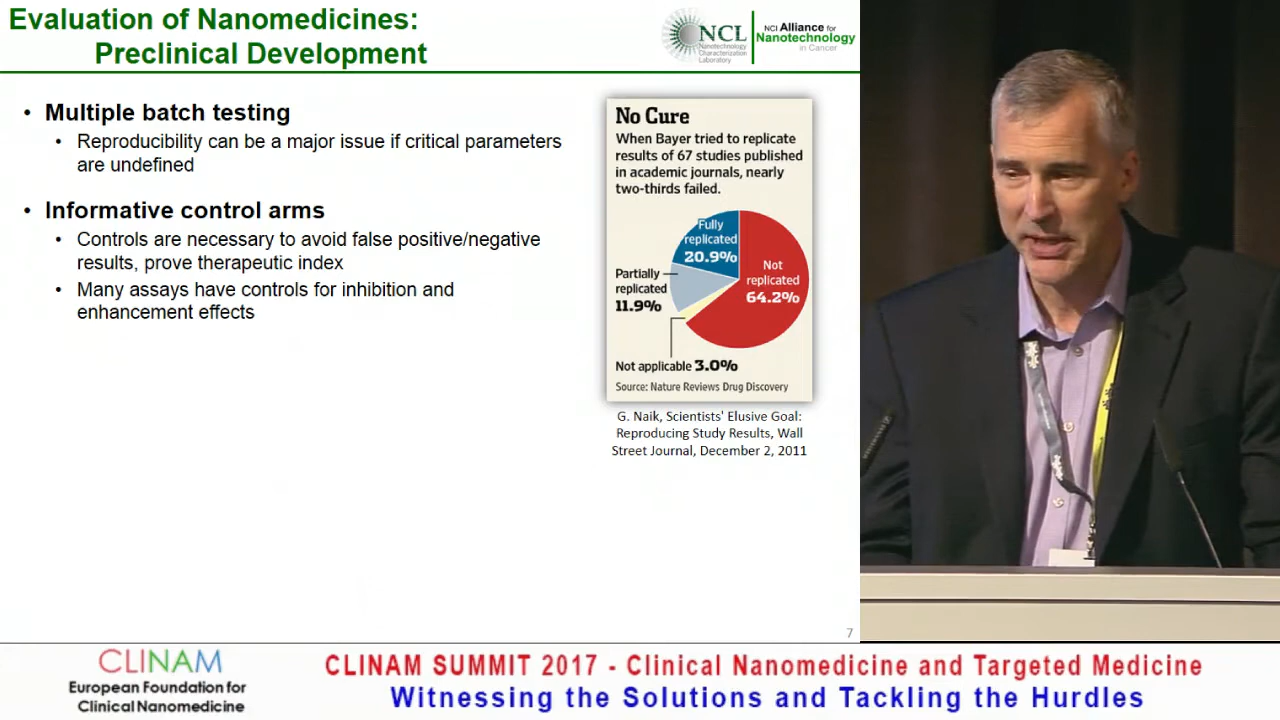 Evaluation of Nanomedicines:
Preclinical Development
NCL
Nanotechnology
Characterization
Laboratory
NCI Alliance for
Nanotechnology
in Cancer
• Multiple batch testing
• Reproducibility can be a major issue if critical parameters
are undefined
• Informative control arms
• Controls are necessary to avoid false positive/negative
results, prove therapeutic index
• Many assays have controls for inhibition and
enhancement effects
No Cure
When Bayer tried to replicate
results of 67 studies published
in academic journals, nearly
two-thirds failed.
Fully
replicated
20.9%
Not
replicated
64.2%
Partially
replicated
11.9%
Not applicable 3.0%
Source: Nature Reviews Drug Discovery
G. Naik, Scientists' Elusive Goal:
Reproducing Study Results, Wall
Street Journal, December 2, 2011
7
CLINAM
European Foundation for
Clinical Nanomedicine
CLINAM SUMMIT 2017 - Clinical Nanomedicine and Targeted Medicine
Witnessing the Solutions and Tackling the Hurdles